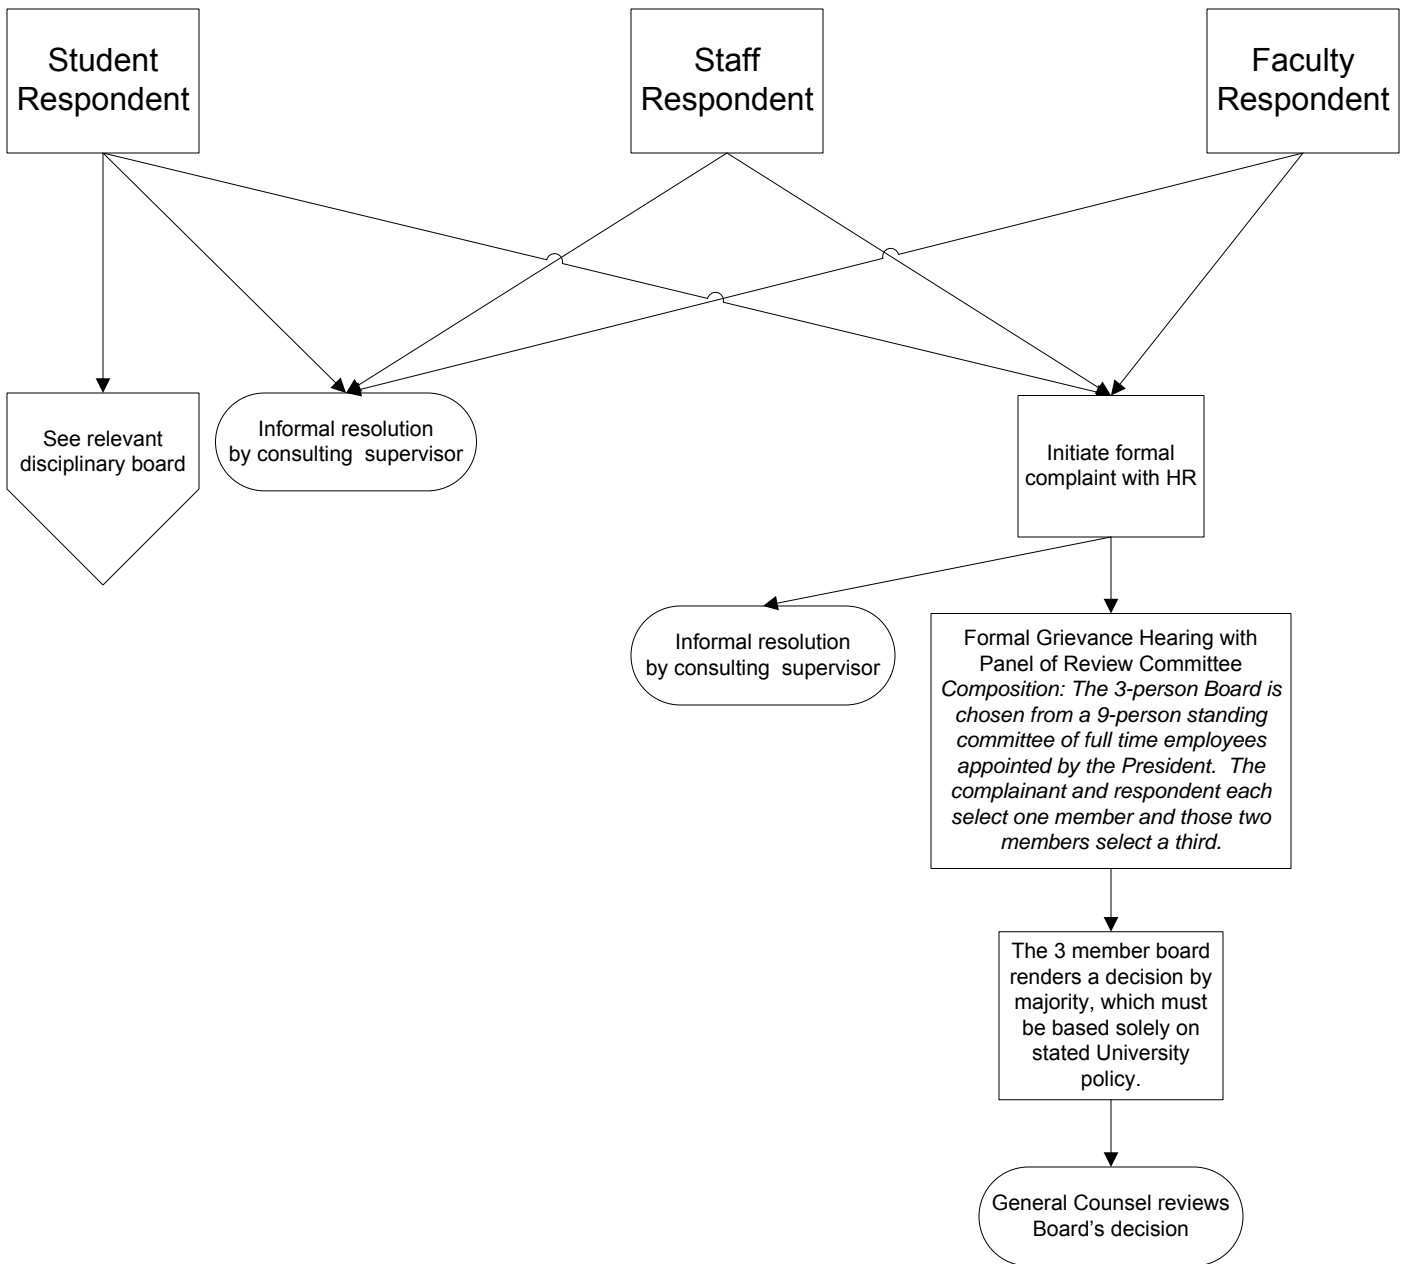 Student
Respondent
Staff
Respondent
Faculty
Respondent
See relevant
disciplinary board
Informal resolution
by consulting  supervisor
Initiate formal
complaint with HR
Informal resolution
by consulting  supervisor
Formal Grievance Hearing with
Panel of Review Committee
Composition: The 3-person Board is
chosen from a 9-person standing
committee of full time employees
appointed by the President.  The
complainant and respondent each
select one member and those two
members select a third.
The 3 member board
renders a decision by
majority, which must
be based solely on
stated University
policy.
General Counsel reviews
Board’s decision